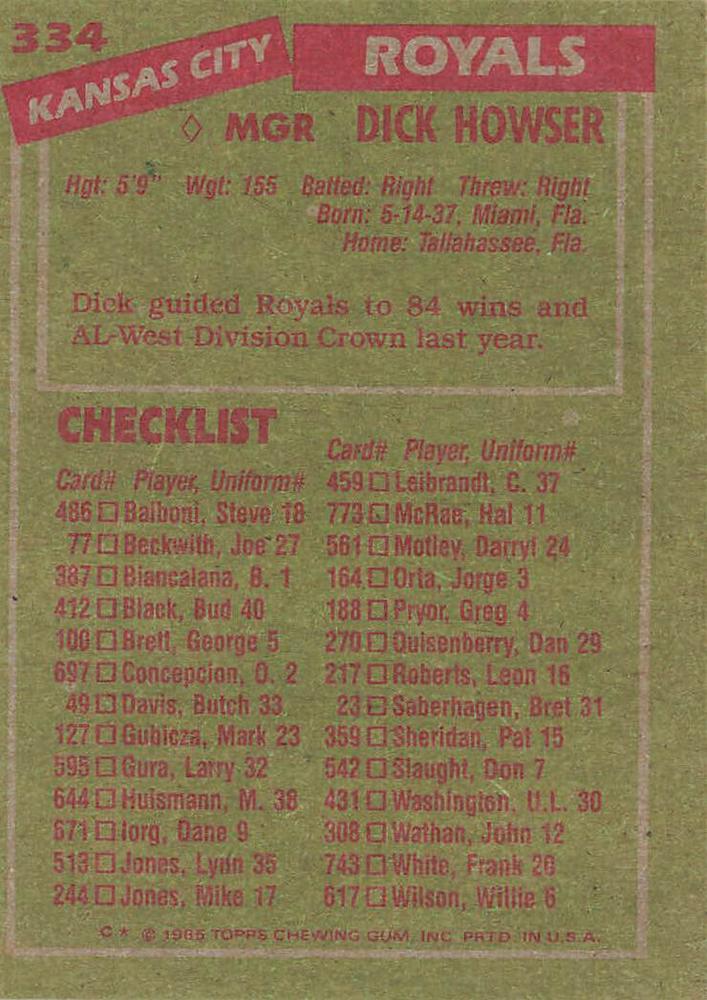 334
KANSAS CITY ROYALS
◇ MGR DICK HOWSER
Hgt: 5'9" Wgt: 155 Batted: Right Threw: Right
Born: 5-14-37, Miami, Fla.
Home: Tallahassee, Fla.
Dick guided Royals to 84 wins and
AL-West Division Crown last year.
CHECKLIST
Card# Player, Uniform#
486 ☐ Balboni, Steve 18
77 ☐ Beckwith, Joe 27
387 ☐ Biancalana, B. 1
412 ☐ Black, Bud 40
100 ☐ Brett, George 5
697 ☐ Concepcion, O. 2
49 ☐ Davis, Butch 33
127 ☐ Gubicza, Mark 23
595 ☐ Gura, Larry 32
644 ☐ Huismann, M. 38
671 ☐ Iorg, Dane 9
513 ☐ Jones, Lynn 35
244 ☐ Jones, Mike 17
Card# Player, Uniform#
459 ☐ Leibrandt, C. 37
773 ☐ McRae, Hal 11
561 ☐ Motley, Darryl 24
164 ☐ Orta, Jorge 3
188 ☐ Pryor, Greg 4
270 ☐ Quisenberry, Dan 29
217 ☐ Roberts, Leon 16
23 ☐ Saberhagen, Bret 31
359 ☐ Sheridan, Pat 15
542 ☐ Slaught, Don 7
431 ☐ Washington, U.L. 30
308 ☐ Wathan, John 12
743 ☐ White, Frank 20
617 ☐ Wilson, Willie 6
C * © 1985 TOPPS CHEWING GUM, INC. PRTD. IN U.S.A.